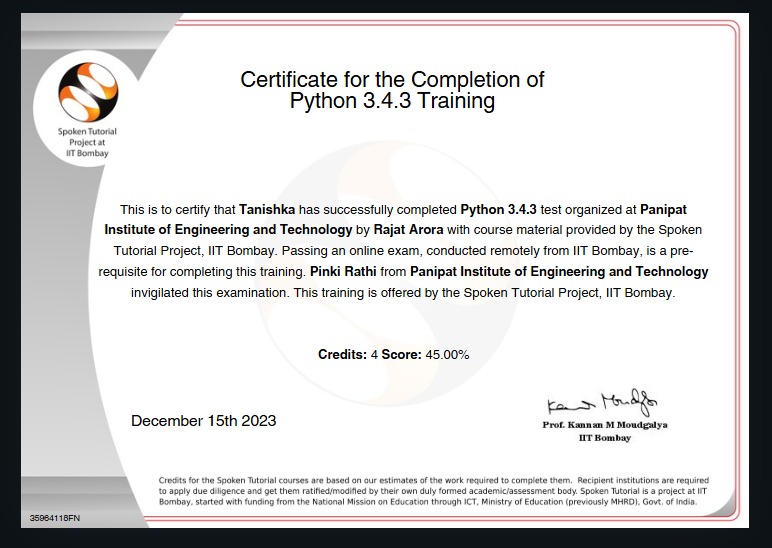 Certificate for the Completion of
Python 3.4.3 Training
Spoken Tutorial
Project at
IIT Bombay
This is to certify that Tanishka has successfully completed Python 3.4.3 test organized at Panipat
Institute of Engineering and Technology by Rajat Arora with course material provided by the Spoken
Tutorial Project, IIT Bombay. Passing an online exam, conducted remotely from IIT Bombay, is a pre-
requisite for completing this training. Pinki Rathi from Panipat Institute of Engineering and Technology
invigilated this examination. This training is offered by the Spoken Tutorial Project, IIT Bombay.
Credits: 4 Score: 45.00%
December 15th 2023
Prof. Kannan M Moudgalya
IIT Bombay
Credits for the Spoken Tutorial courses are based on our estimates of the work required to complete them. Recipient institutions are required
to apply due diligence and get them ratified/modified by their own duly formed academic/assessment body. Spoken Tutorial is a project at IIT
Bombay, started with funding from the National Mission on Education through ICT, Ministry of Education (previously MHRD), Govt. of India.
35964118FN